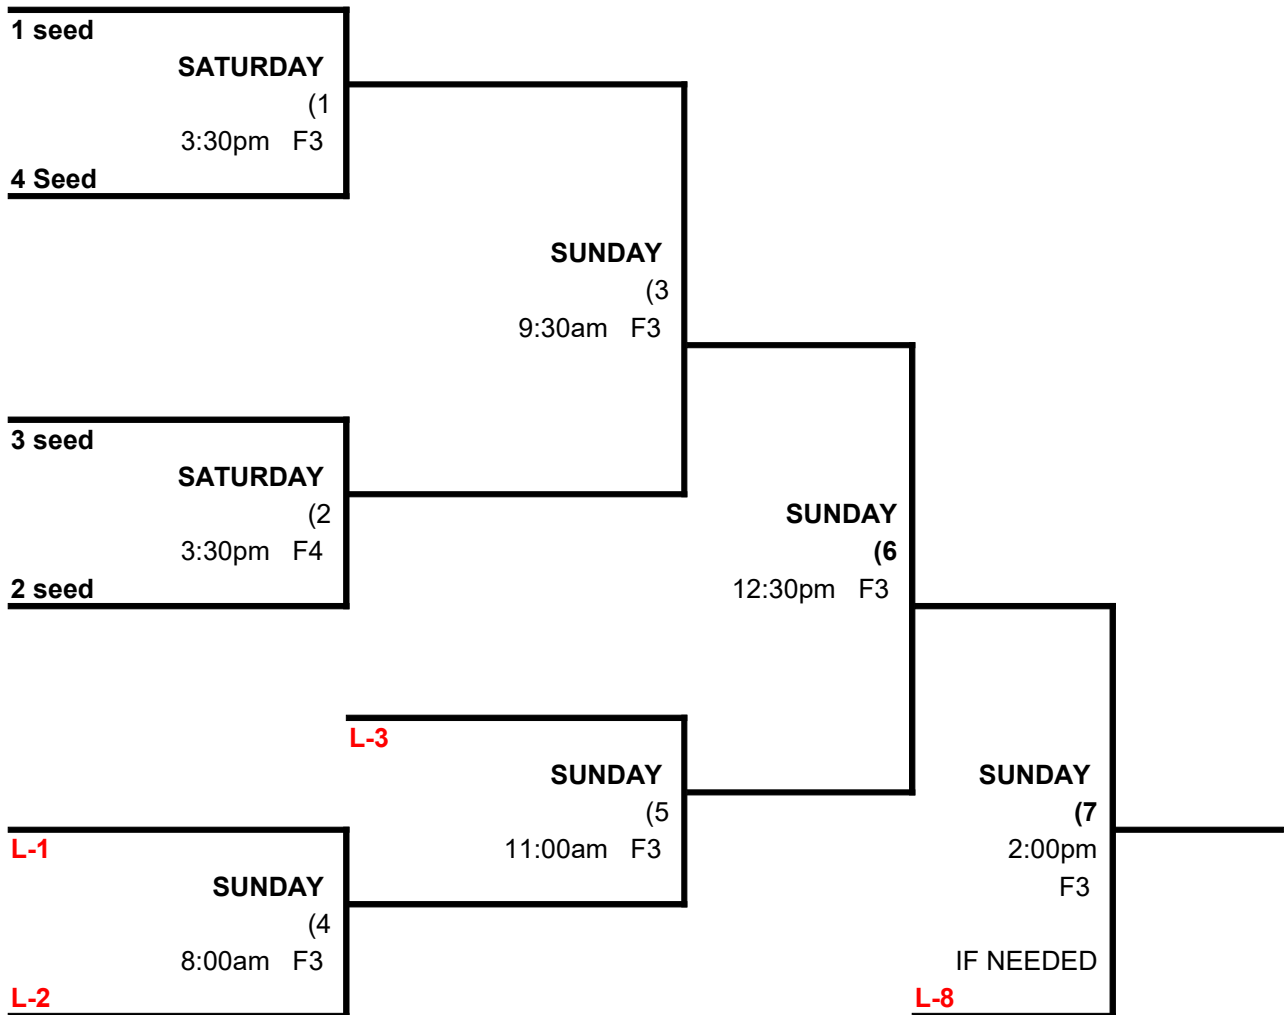 1 seed
SATURDAY
(1
3:30pm F3
4 Seed
SUNDAY
(3
9:30am F3
3 seed
SATURDAY
(2
3:30pm F4
2 seed
SUNDAY
(6
12:30pm F3
L-3
SUNDAY
(5
11:00am F3
SUNDAY
(7
2:00pm
F3
IF NEEDED
L-8
L-1
SUNDAY
(4
8:00am F3
L-2